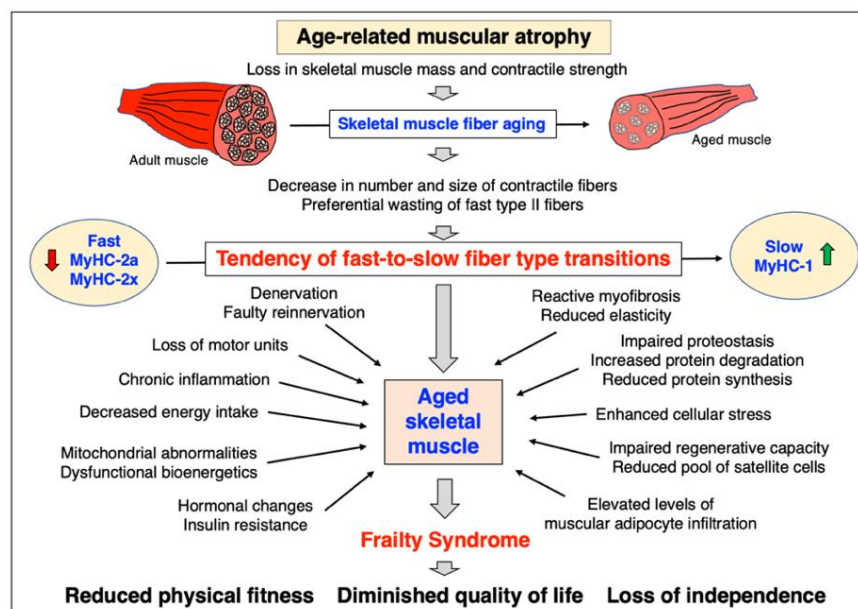 Age-related muscular atrophy
Loss in skeletal muscle mass and contractile strength
Adult muscle
Skeletal muscle fiber aging
Aged muscle
Decrease in number and size of contractile fibers
Preferential wasting of fast type II fibers
Fast
MyHC-2a
MyHC-2x
Tendency of fast-to-slow fiber type transitions
Slow
MyHC-1
Denervation
Faulty reinnervation
Loss of motor units
Chronic inflammation
Decreased energy intake
Mitochondrial abnormalities
Dysfunctional bioenergetics
Hormonal changes
Insulin resistance
Aged
skeletal
muscle
Reactive myofibrosis
Reduced elasticity
Impaired proteostasis
Increased protein degradation
Reduced protein synthesis
Enhanced cellular stress
Impaired regenerative capacity
Reduced pool of satellite cells
Elevated levels of
muscular adipocyte infiltration
Frailty Syndrome
Reduced physical fitness Diminished quality of life Loss of independence